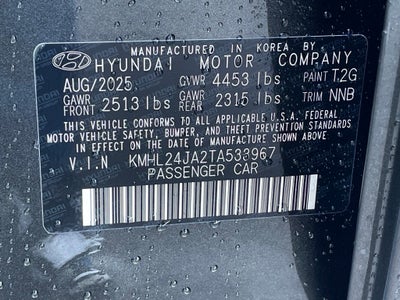 MANUFACTURED IN KOREA BY
HYUNDAI MOTOR COMPANY
AUG/2025 GVWR 4453 lbs PAINT T2G
GAWR FRONT 2513 lbs GAWR REAR 2315 lbs TRIM NNB
THIS VEHICLE CONFORMS TO ALL APPLICABLE U.S.A FEDERAL
MOTOR VEHICLE SAFETY, BUMPER, AND THEFT PREVENTION STANDARDS
IN EFFECT ON THE DATE OF MANUFACTURE SHOWN ABOVE.
V.I.N KMHL24JA2TA533967
PASSENGER CAR